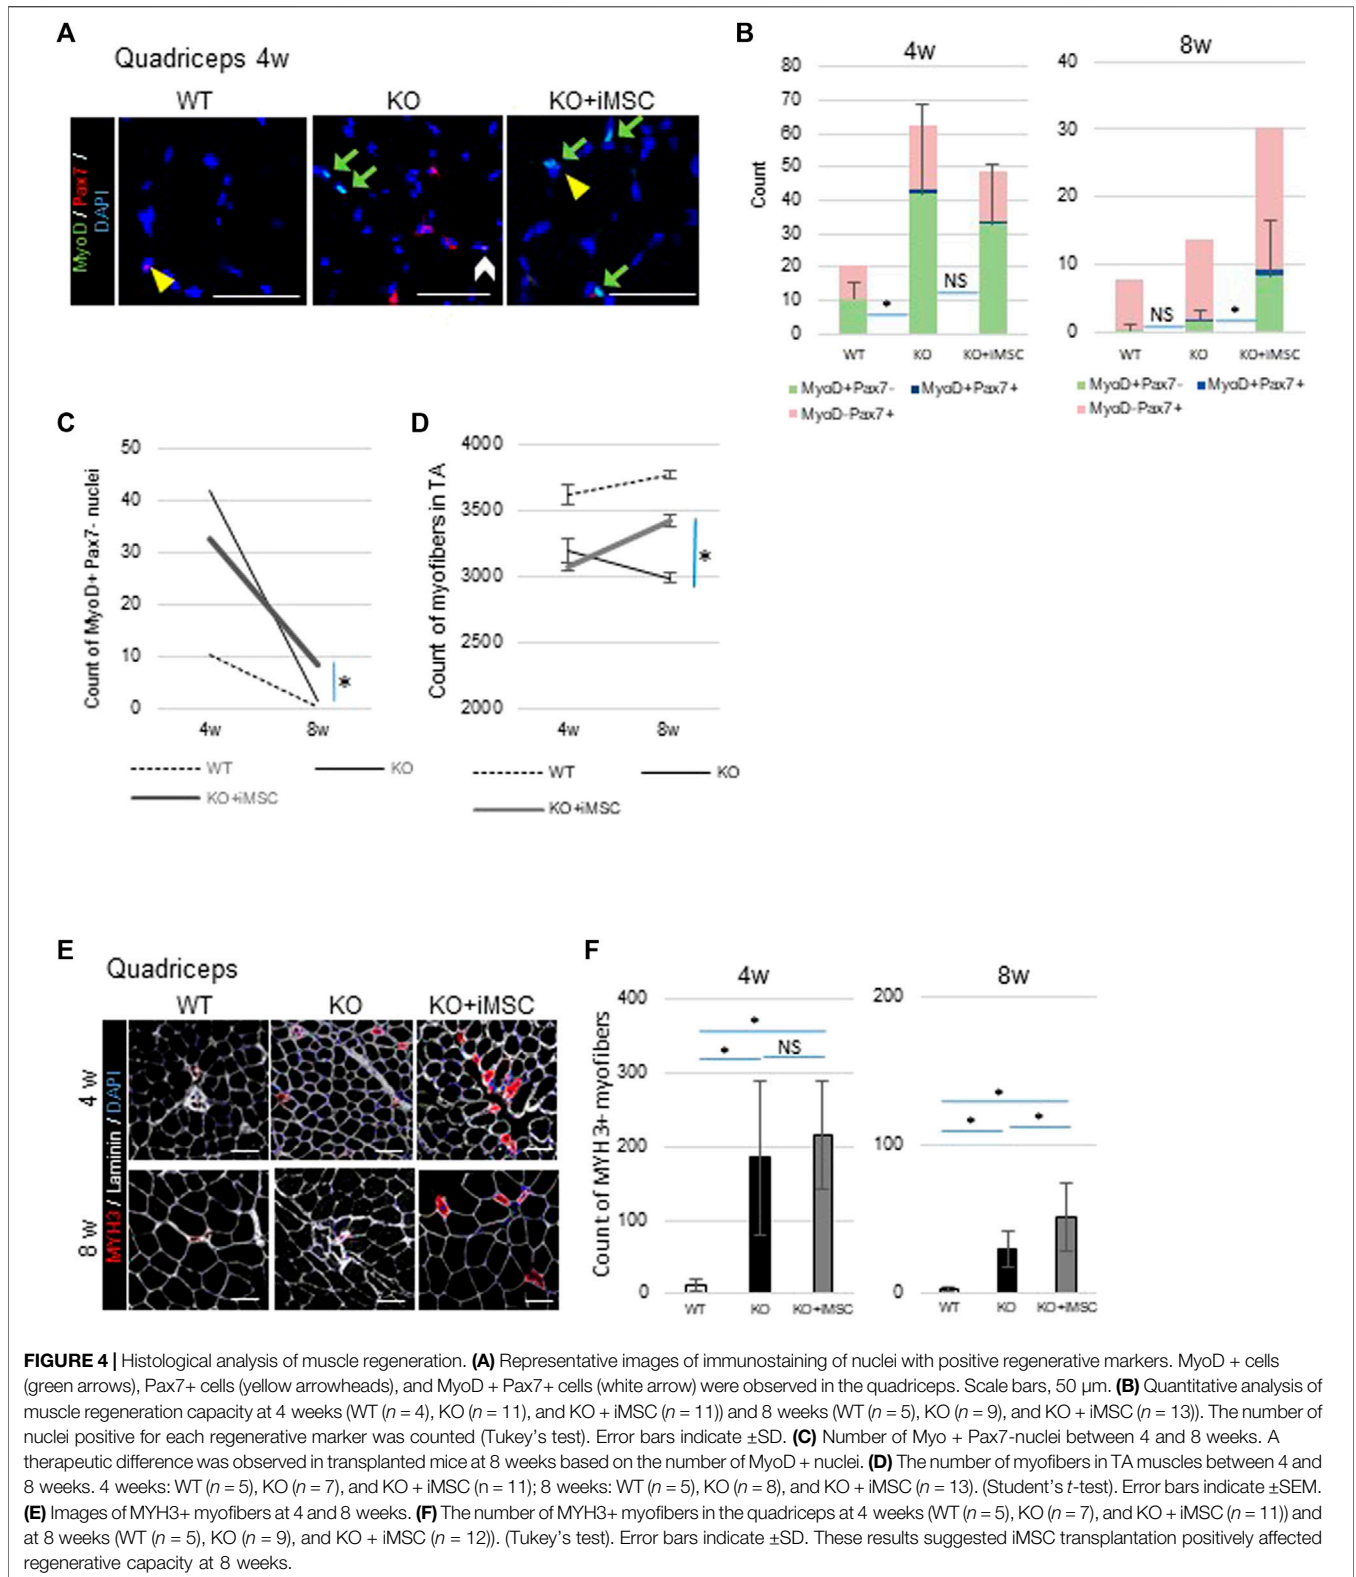 A
Quadriceps 4w
WT
KO
KO+iMSC
MyoD / Pax7 /
DAPI
B
4w
8w
Count
80
70
60
50
40
30
20
10
0
*
NS
WT
KO
KO+iMSC
MyoD+Pax7-
MyoD+Pax7+
MyoD-Pax7+
40
30
20
10
0
NS
*
WT
KO
KO+iMSC
MyoD+Pax7-
MyoD+Pax7+
MyoD-Pax7+
C
Count of MyoD+ Pax7- nuclei
50
40
30
20
10
0
*
4w
8w
WT
KO
KO+iMSC
D
Count of myofibers in TA
4000
3500
3000
2500
2000
*
4w
8w
WT
KO
KO+iMSC
E
Quadriceps
WT
KO
KO+iMSC
4 w
8 w
MYH3 / Laminin / DAPI
F
4w
8w
Count of MYH3+ myofibers
400
300
200
100
0
*
*
NS
WT
KO
KO+iMSC
200
100
0
*
*
*
WT
KO
KO+iMSC
FIGURE 4 | Histological analysis of muscle regeneration. (A) Representative images of immunostaining of nuclei with positive regenerative markers. MyoD + cells
(green arrows), Pax7+ cells (yellow arrowheads), and MyoD + Pax7+ cells (white arrow) were observed in the quadriceps. Scale bars, 50 µm. (B) Quantitative analysis of
muscle regeneration capacity at 4 weeks (WT (n = 4), KO (n = 11), and KO + iMSC (n = 11)) and 8 weeks (WT (n = 5), KO (n = 9), and KO + iMSC (n = 13)). The number of
nuclei positive for each regenerative marker was counted (Tukey's test). Error bars indicate ±SD. (C) Number of Myo + Pax7-nuclei between 4 and 8 weeks. A
therapeutic difference was observed in transplanted mice at 8 weeks based on the number of MyoD + nuclei. (D) The number of myofibers in TA muscles between 4 and
8 weeks. 4 weeks: WT (n = 5), KO (n = 7), and KO + iMSC (n = 11); 8 weeks: WT (n = 5), KO (n = 8), and KO + iMSC (n = 13). (Student's t-test). Error bars indicate ±SEM.
(E) Images of MYH3+ myofibers at 4 and 8 weeks. (F) The number of MYH3+ myofibers in the quadriceps at 4 weeks (WT (n = 5), KO (n = 7), and KO + iMSC (n = 11)) and
at 8 weeks (WT (n = 5), KO (n = 9), and KO + iMSC (n = 12)). (Tukey's test). Error bars indicate ±SD. These results suggested iMSC transplantation positively affected
regenerative capacity at 8 weeks.